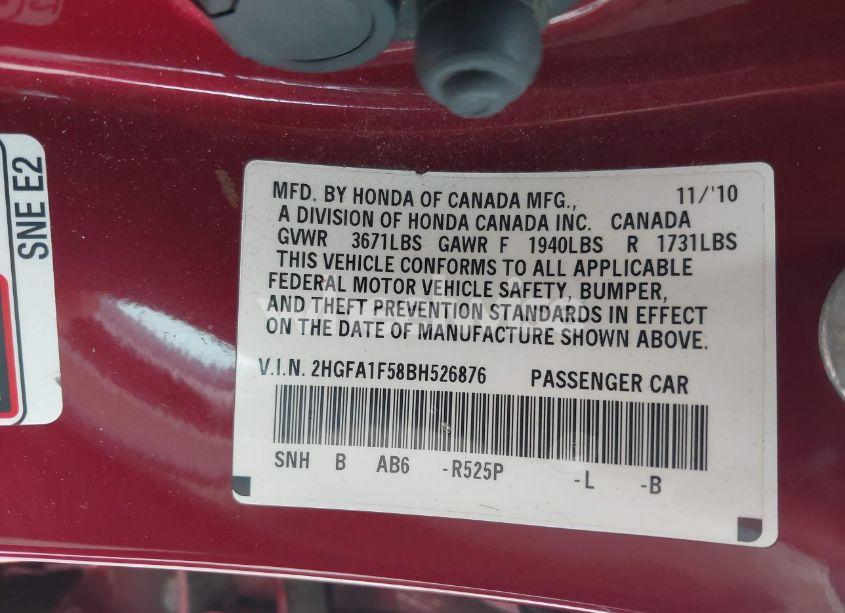 SNE E2
MFD. BY HONDA OF CANADA MFG., 11/'10
A DIVISION OF HONDA CANADA INC. CANADA
GVWR 3671LBS GAWR F 1940LBS R 1731LBS
THIS VEHICLE CONFORMS TO ALL APPLICABLE
FEDERAL MOTOR VEHICLE SAFETY, BUMPER,
AND THEFT PREVENTION STANDARDS IN EFFECT
ON THE DATE OF MANUFACTURE SHOWN ABOVE.
V.I.N. 2HGFA1F58BH526876 PASSENGER CAR
SNH B AB6 -R525P -L -B